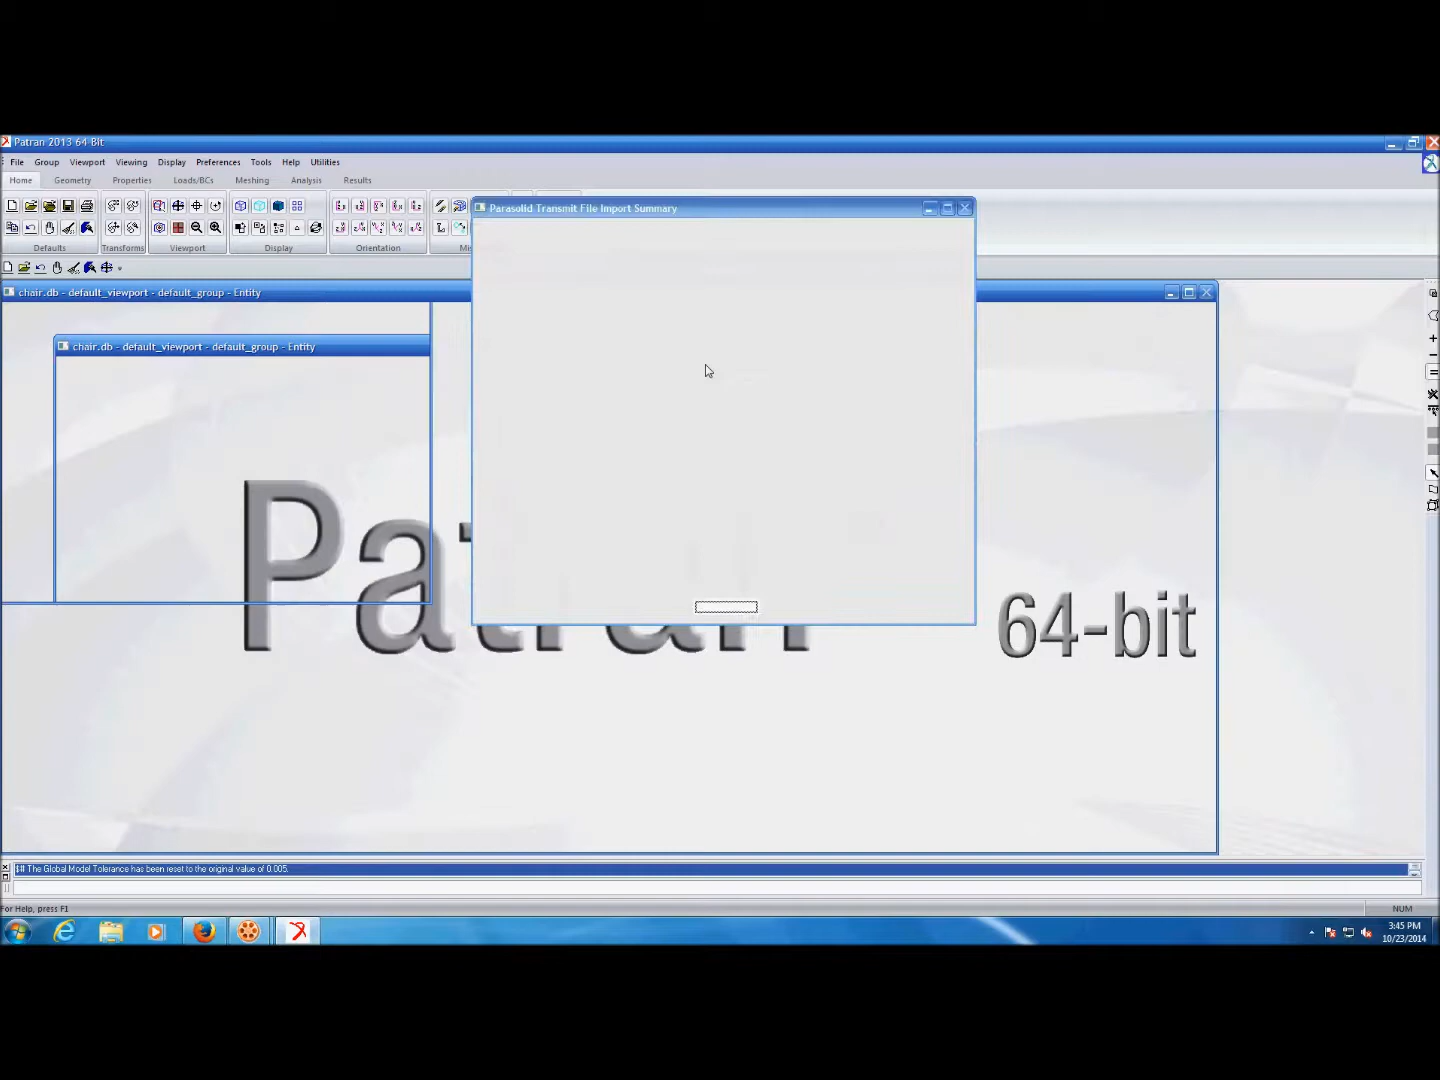 Patran 2013 64-Bit
File Group Viewport Viewing Display Preferences Tools Help Utilities
Home Geometry Properties Loads/BCs Meshing Analysis Results
Defaults Transforms Viewport Display Orientation
Parasolid Transmit File Import Summary
chair.db - default_viewport - default_group - Entity
chair.db - default_viewport - default_group - Entity
Patran 64-bit
$# The Global Model Tolerance has been reset to the original value of 0.005.
For Help, press F1
NUM
3:45 PM
10/23/2014